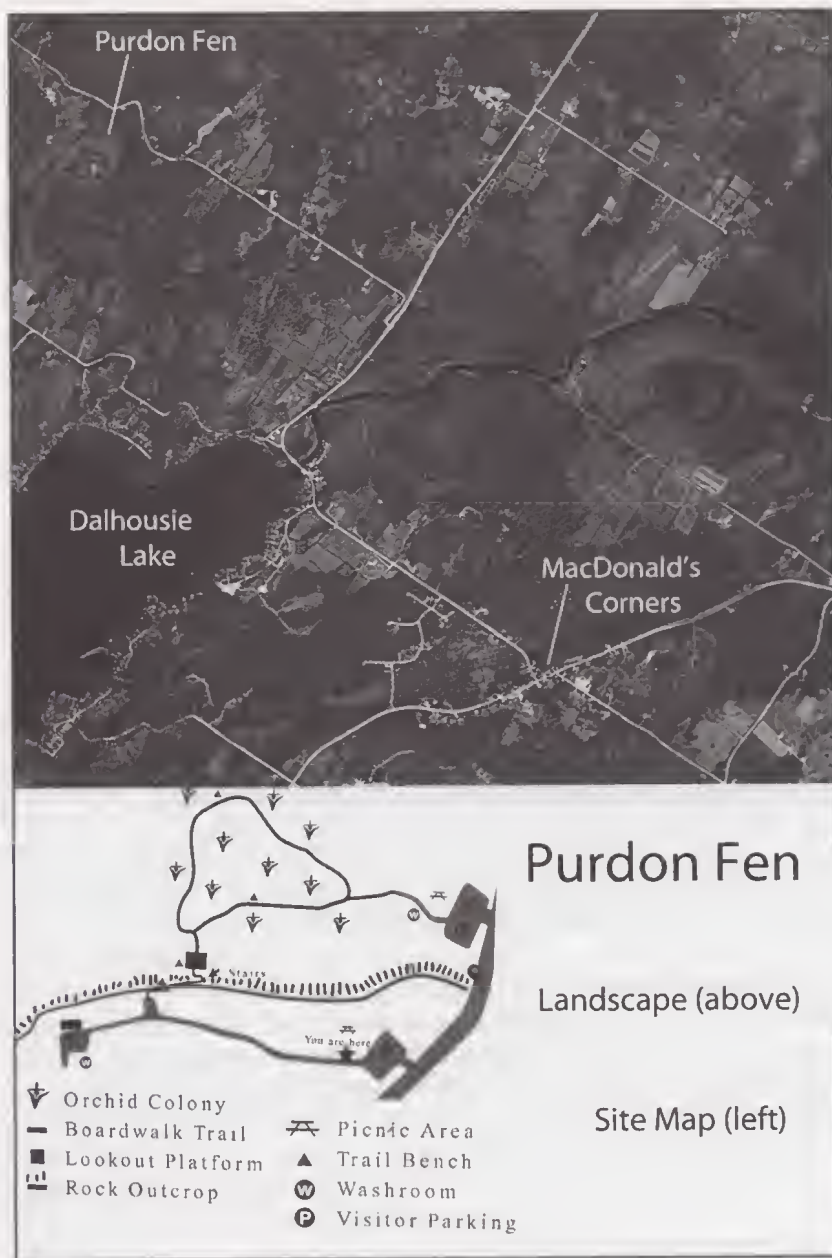 Purdon Fen
Dalhousie
Lake
MacDonald's
Corners
Purdon Fen
Landscape (above)
Site Map (left)
W
Stairs
P
You are here
W
Orchid Colony
Boardwalk Trail
Lookout Platform
Rock Outcrop
Picnic Area
Trail Bench
W Washroom
P Visitor Parking